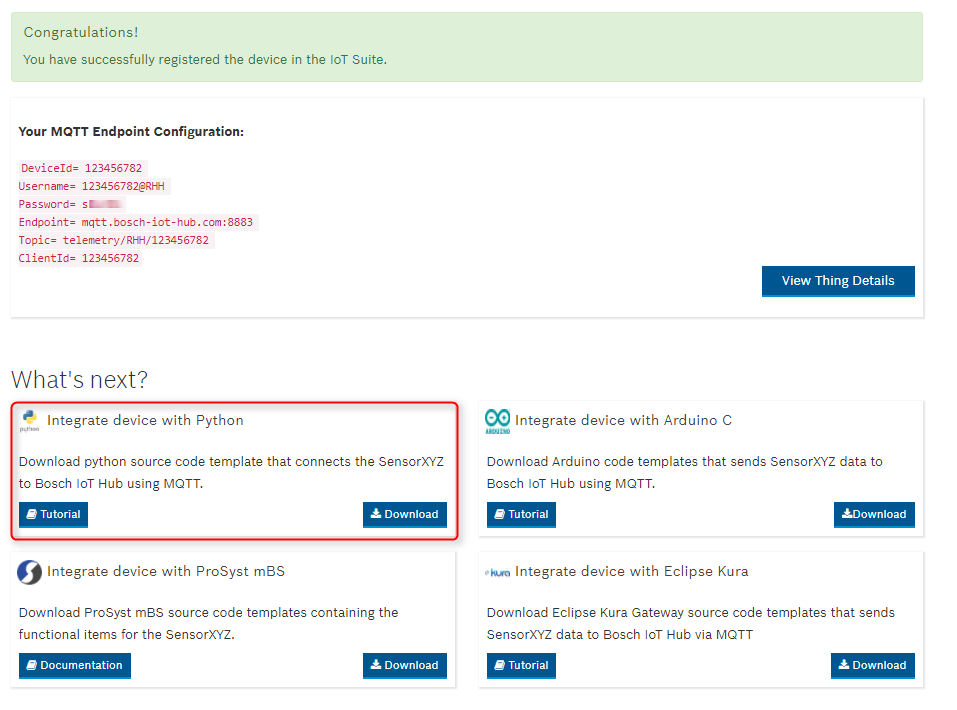 Congratulations!
You have successfully registered the device in the IoT Suite.
Your MQTT Endpoint Configuration:
DeviceId= 123456782
Username= 123456782@RHH
Password= s
Endpoint= mqtt.bosch-iot-hub.com:8883
Topic= telemetry/RHH/123456782
ClientId= 123456782
View Thing Details
What's next?
python
Integrate device with Python
Download python source code template that connects the SensorXYZ
to Bosch IoT Hub using MQTT.
Tutorial
Download
ARDUINO
Integrate device with Arduino C
Download Arduino code templates that sends SensorXYZ data to
Bosch IoT Hub using MQTT.
Tutorial
Download
Integrate device with ProSyst mBS
Download ProSyst mBS source code templates containing the
functional items for the SensorXYZ.
Documentation
Download
kura
Integrate device with Eclipse Kura
Download Eclipse Kura Gateway source code templates that sends
SensorXYZ data to Bosch IoT Hub via MQTT
Tutorial
Download